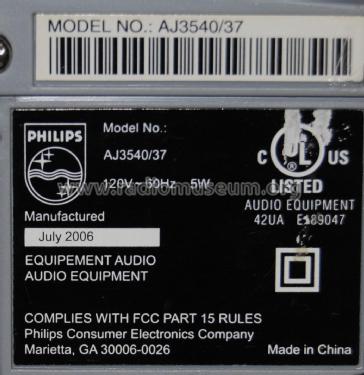 MODEL NO.: AJ3540/37
PHILIPS
Model No.:
AJ3540/37
120V~ 60Hz 5W
www.radiomuseum.org
Manufactured
July 2006
EQUIPEMENT AUDIO
AUDIO EQUIPMENT
C UL US
LISTED
AUDIO EQUIPMENT
42UA E189047
COMPLIES WITH FCC PART 15 RULES
Philips Consumer Electronics Company
Marietta, GA 30006-0026
Made in China